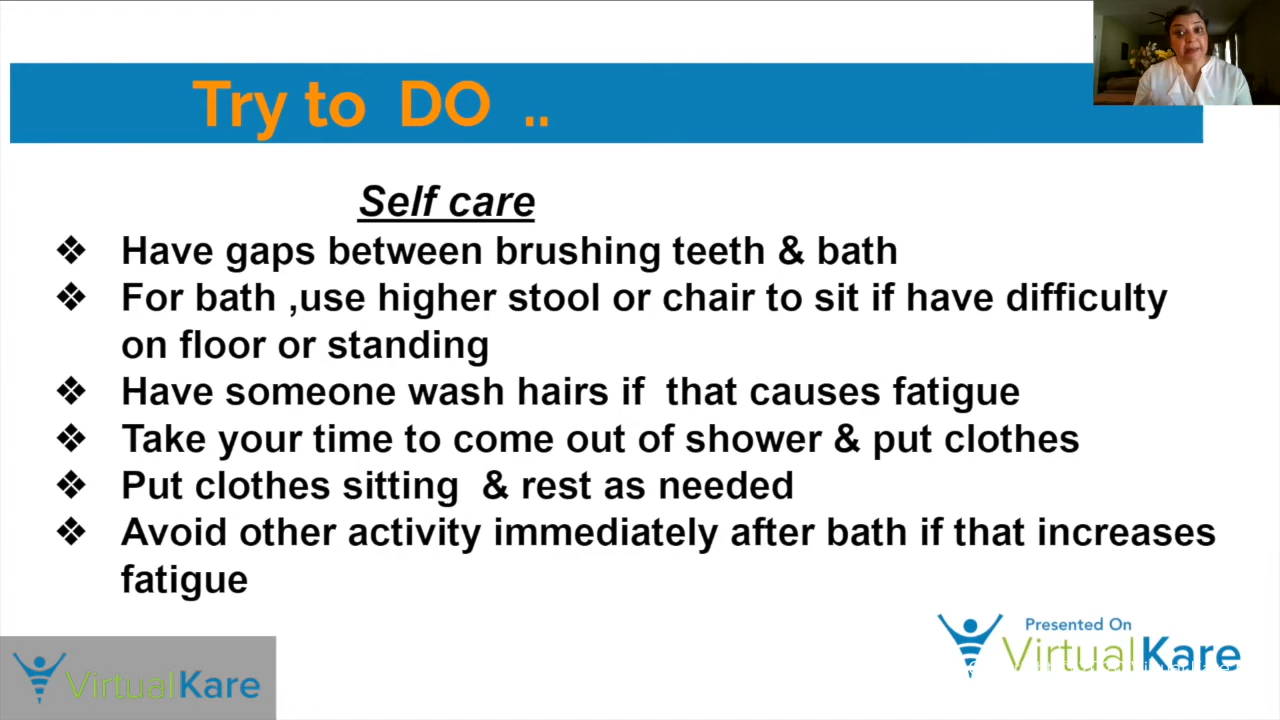 Try to DO ..
Self care
❖ Have gaps between brushing teeth & bath
❖ For bath ,use higher stool or chair to sit if have difficulty
on floor or standing
❖ Have someone wash hairs if that causes fatigue
❖ Take your time to come out of shower & put clothes
❖ Put clothes sitting & rest as needed
❖ Avoid other activity immediately after bath if that increases
fatigue
Presented On
VirtualKare
VirtualKare